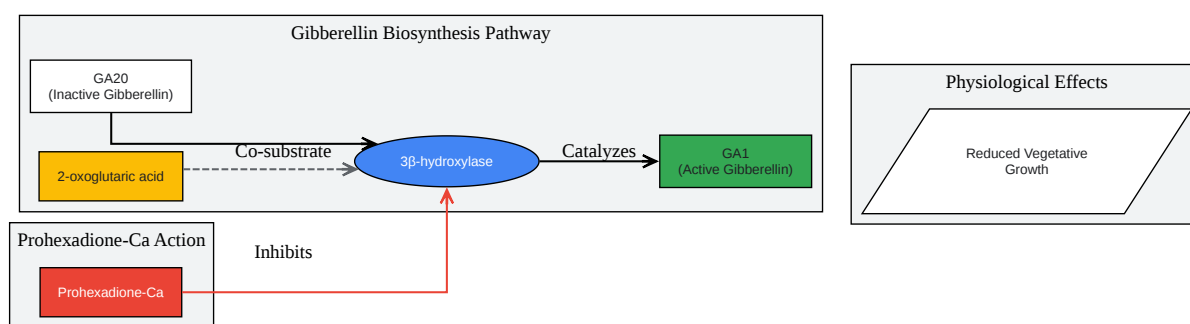 Gibberellin Biosynthesis Pathway
GA20
(Inactive Gibberellin)
Co-substrate
2-oxoglutaric acid
3β-hydroxylase
Catalyzes
GA1
(Active Gibberellin)
Physiological Effects
Reduced Vegetative
Growth
Prohexadione-Ca Action
Inhibits
Prohexadione-Ca